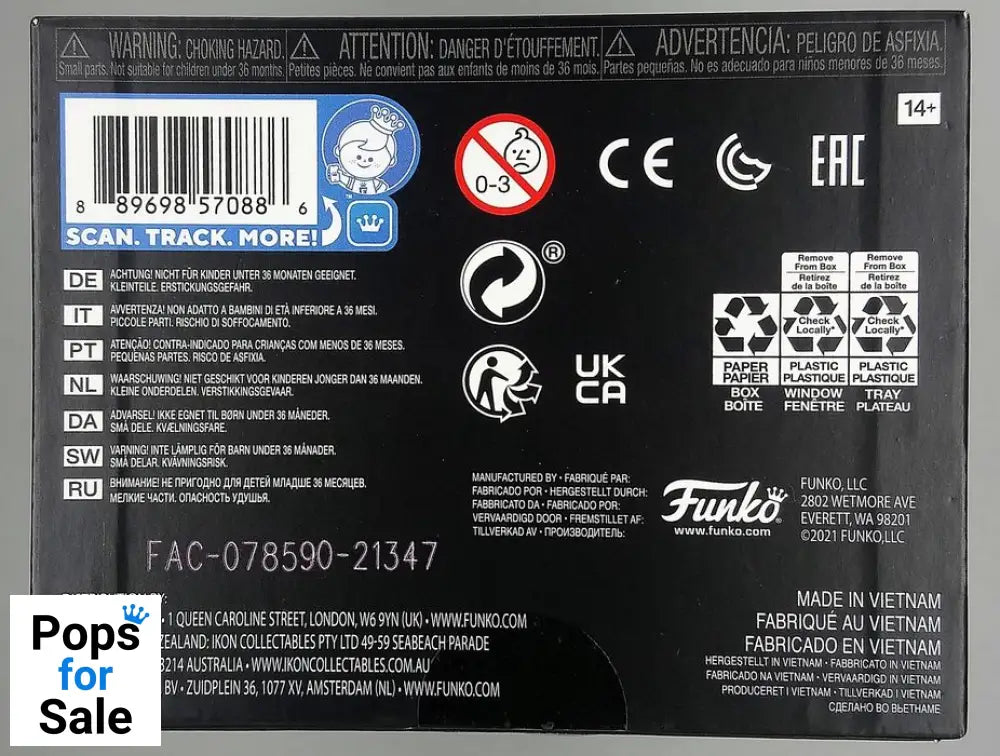 WARNING: CHOKING HAZARD.
Small parts. Not suitable for children under 36 months.
ATTENTION: DANGER D'ÉTOUFFEMENT.
Petites pièces. Ne convient pas aux enfants de moins de 36 mois.
ADVERTENCIA: PELIGRO DE ASFIXIA.
Partes pequeñas. No es adecuado para niños menores de 36 meses.
14+
8 89698 57088 6
™
SCAN. TRACK. MORE!
0-3
CE
EAC
®
UK
CA
DE
ACHTUNG! NICHT FÜR KINDER UNTER 36 MONATEN GEEIGNET.
KLEINTEILE. ERSTICKUNGSGEFAHR.
IT
AVVERTENZA! NON ADATTO A BAMBINI DI ETÀ INFERIORE A 36 MESI.
PICCOLE PARTI. RISCHIO DI SOFFOCAMENTO.
PT
ATENÇÃO! CONTRA-INDICADO PARA CRIANÇAS COM MENOS DE 36 MESES.
PEQUENAS PARTES. RISCO DE ASFIXIA.
NL
WAARSCHUWING! NIET GESCHIKT VOOR KINDEREN JONGER DAN 36 MAANDEN.
KLEINE ONDERDELEN. VERSTIKKINGSGEVAAR.
DA
ADVARSEL! IKKE EGNET TIL BØRN UNDER 36 MÅNEDER.
SMÅ DELE. KVÆLNINGSFARE.
SW
VARNING! INTE LÄMPLIG FÖR BARN UNDER 36 MÅNADER.
SMÅ DELAR. KVÄVNINGSRISK.
RU
ВНИМАНИЕ! НЕ ПРИГОДНО ДЛЯ ДЕТЕЙ МЛАДШЕ 36 МЕСЯЦЕВ.
МЕЛКИЕ ЧАСТИ. ОПАСНОСТЬ УДУШЬЯ.
Remove
From Box
Retirez
de la boîte
Remove
From Box
Retirez
de la boîte
Check
Locally*
Check
Locally*
PAPER
PAPIER
PLASTIC
PLASTIQUE
PLASTIC
PLASTIQUE
BOX
BOÎTE
WINDOW
FENÊTRE
TRAY
PLATEAU
MANUFACTURED BY • FABRIQUÉ PAR:
FABRICADO POR • HERGESTELLT DURCH:
FABBRICATO DA • FABRICADO POR:
VERVAARDIGD DOOR • FREMSTILLET AF:
TILLVERKAD AV • ПРОИЗВОДИТЕЛЬ:
Funko
www.funko.com
FUNKO, LLC
2802 WETMORE AVE
EVERETT, WA 98201
©2021 FUNKO,LLC
FAC-078590-21347
• 1 QUEEN CAROLINE STREET, LONDON, W6 9YN (UK) • WWW.FUNKO.COM
ZEALAND: IKON COLLECTABLES PTY LTD 49-59 SEABEACH PARADE
3214 AUSTRALIA • WWW.IKONCOLLECTABLES.COM.AU
BV • ZUIDPLEIN 36, 1077 XV, AMSTERDAM (NL) • WWW.FUNKO.COM
MADE IN VIETNAM
FABRIQUÉ AU VIETNAM
FABRICADO EN VIETNAM
HERGESTELLT IN VIETNAM • FABBRICATO IN VIETNAM
FABRICADO NA VIETNAM • VERVAARDIGD IN VIETNAM
PRODUCERET I VIETNAM • TILLVERKAD I VIETNAM
СДЕЛАНО ВО ВЬЕТНАМЕ
Pops
for
Sale